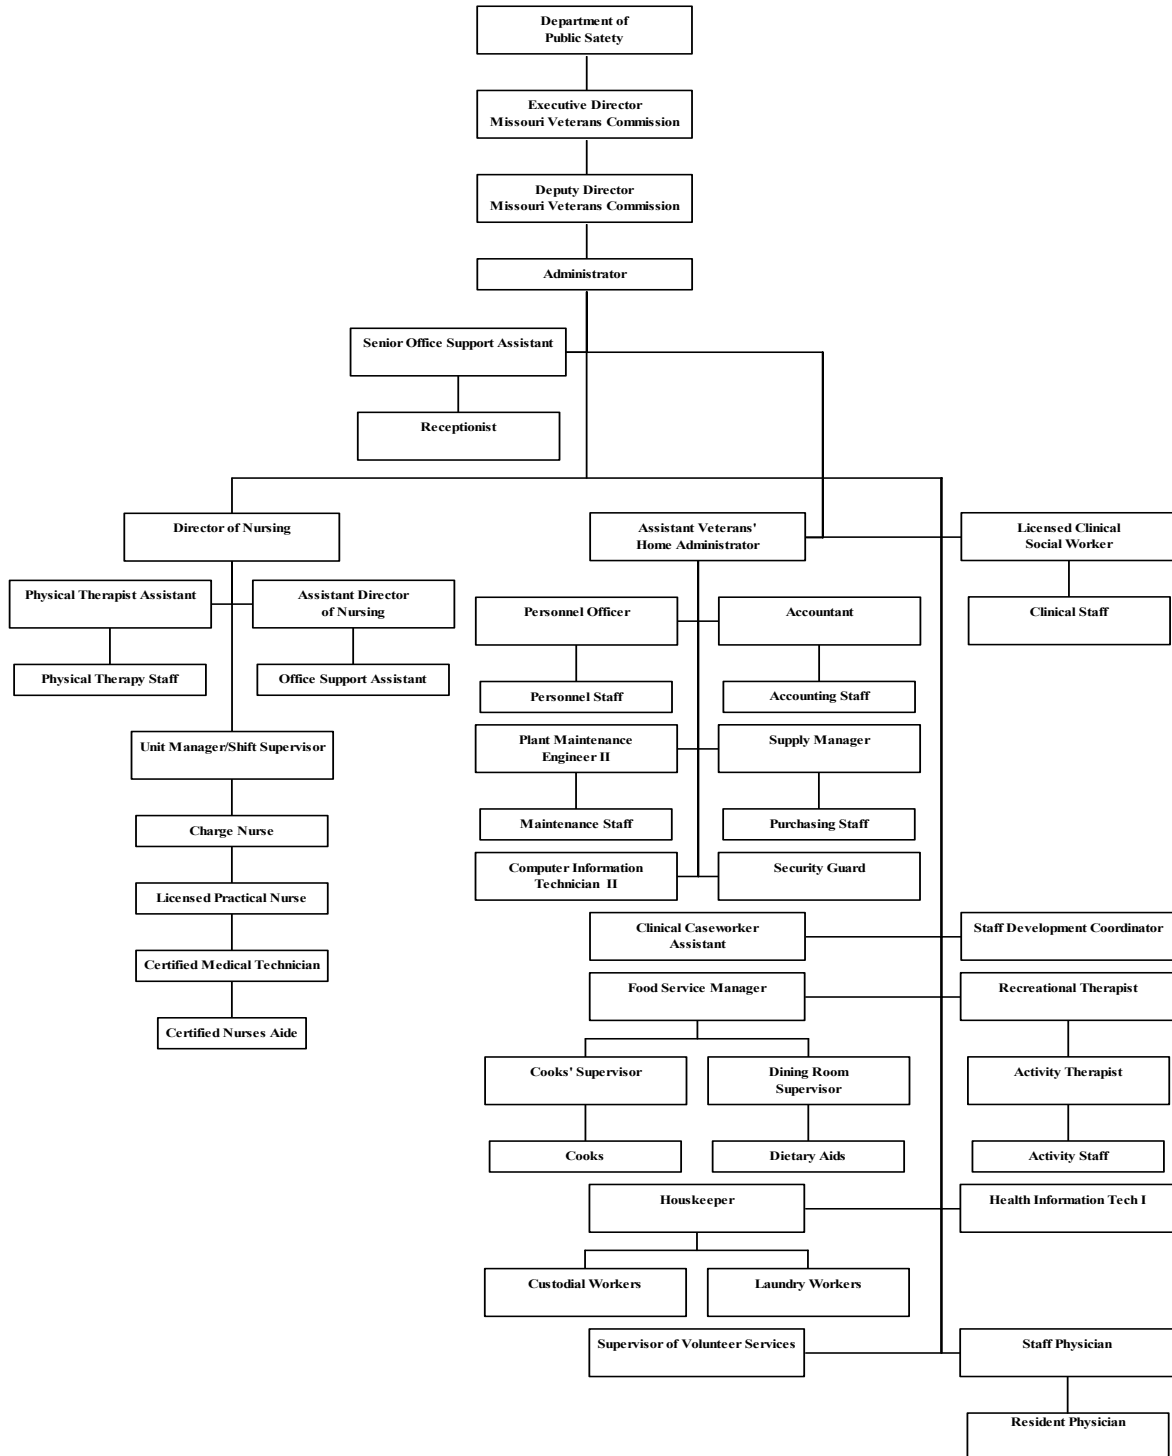 Department of
Public Satety
Executive Director
Missouri Veterans Commission
Deputy Director
Missouri Veterans Commission
Administrator
Senior Office Support Assistant
Receptionist
Director of Nursing
Assistant Veterans'
Home Administrator
Licensed Clinical
Social Worker
Physical Therapist Assistant
Assistant Director
of Nursing
Personnel Officer
Accountant
Clinical Staff
Physical Therapy Staff
Office Support Assistant
Personnel Staff
Accounting Staff
Unit Manager/Shift Supervisor
Plant Maintenance
Engineer II
Supply Manager
Charge Nurse
Maintenance Staff
Purchasing Staff
Computer Information
Technician II
Security Guard
Licensed Practical Nurse
Clinical Caseworker
Assistant
Staff Development Coordinator
Certified Medical Technician
Food Service Manager
Recreational Therapist
Certified Nurses Aide
Cooks' Supervisor
Dining Room
Supervisor
Activity Therapist
Cooks
Dietary Aids
Activity Staff
Houskeeper
Health Information Tech I
Custodial Workers
Laundry Workers
Supervisor of Volunteer Services
Staff Physician
Resident Physician